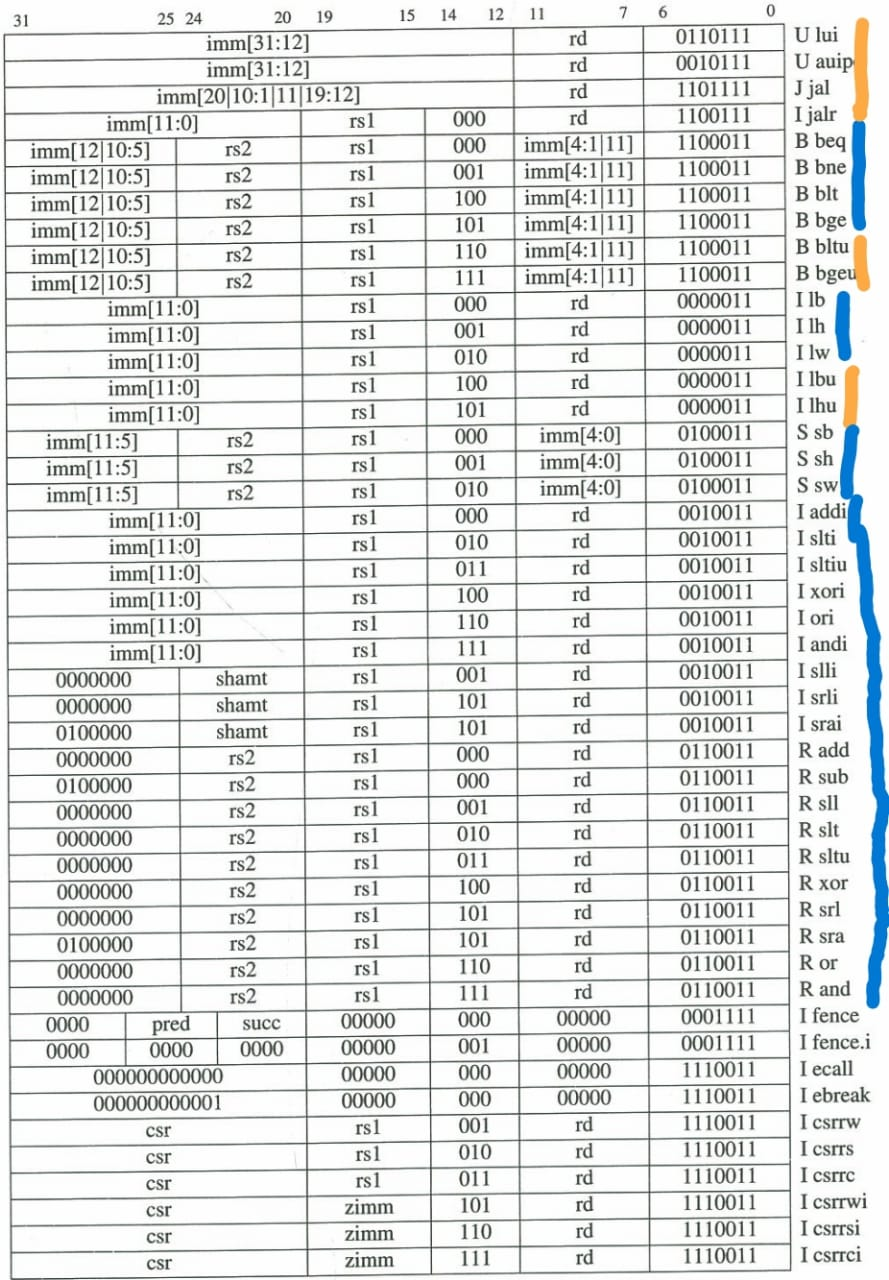 31 25 24 20 19 15 14 12 11 7 6 0
imm[31:12] rd 0110111 U lui
imm[31:12] rd 0010111 U auip
imm[20|10:1|11|19:12] rd 1101111 J jal
imm[11:0] rs1 000 rd 1100111 I jalr
imm[12|10:5] rs2 rs1 000 imm[4:1|11] 1100011 B beq
imm[12|10:5] rs2 rs1 001 imm[4:1|11] 1100011 B bne
imm[12|10:5] rs2 rs1 100 imm[4:1|11] 1100011 B blt
imm[12|10:5] rs2 rs1 101 imm[4:1|11] 1100011 B bge
imm[12|10:5] rs2 rs1 110 imm[4:1|11] 1100011 B bltu
imm[12|10:5] rs2 rs1 111 imm[4:1|11] 1100011 B bgeu
imm[11:0] rs1 000 rd 0000011 I lb
imm[11:0] rs1 001 rd 0000011 I lh
imm[11:0] rs1 010 rd 0000011 I lw
imm[11:0] rs1 100 rd 0000011 I lbu
imm[11:0] rs1 101 rd 0000011 I lhu
imm[11:5] rs2 rs1 000 imm[4:0] 0100011 S sb
imm[11:5] rs2 rs1 001 imm[4:0] 0100011 S sh
imm[11:5] rs2 rs1 010 imm[4:0] 0100011 S sw
imm[11:0] rs1 000 rd 0010011 I addi
imm[11:0] rs1 010 rd 0010011 I slti
imm[11:0] rs1 011 rd 0010011 I sltiu
imm[11:0] rs1 100 rd 0010011 I xori
imm[11:0] rs1 110 rd 0010011 I ori
imm[11:0] rs1 111 rd 0010011 I andi
0000000 shamt rs1 001 rd 0010011 I slli
0000000 shamt rs1 101 rd 0010011 I srli
0100000 shamt rs1 101 rd 0010011 I srai
0000000 rs2 rs1 000 rd 0110011 R add
0100000 rs2 rs1 000 rd 0110011 R sub
0000000 rs2 rs1 001 rd 0110011 R sll
0000000 rs2 rs1 010 rd 0110011 R slt
0000000 rs2 rs1 011 rd 0110011 R sltu
0000000 rs2 rs1 100 rd 0110011 R xor
0000000 rs2 rs1 101 rd 0110011 R srl
0100000 rs2 rs1 101 rd 0110011 R sra
0000000 rs2 rs1 110 rd 0110011 R or
0000000 rs2 rs1 111 rd 0110011 R and
0000 pred succ 00000 000 00000 0001111 I fence
0000 0000 0000 00000 001 00000 0001111 I fence.i
000000000000 00000 000 00000 1110011 I ecall
000000000001 00000 000 00000 1110011 I ebreak
csr rs1 001 rd 1110011 I csrrw
csr rs1 010 rd 1110011 I csrrs
csr rs1 011 rd 1110011 I csrrc
csr zimm 101 rd 1110011 I csrrwi
csr zimm 110 rd 1110011 I csrrsi
csr zimm 111 rd 1110011 I csrrci